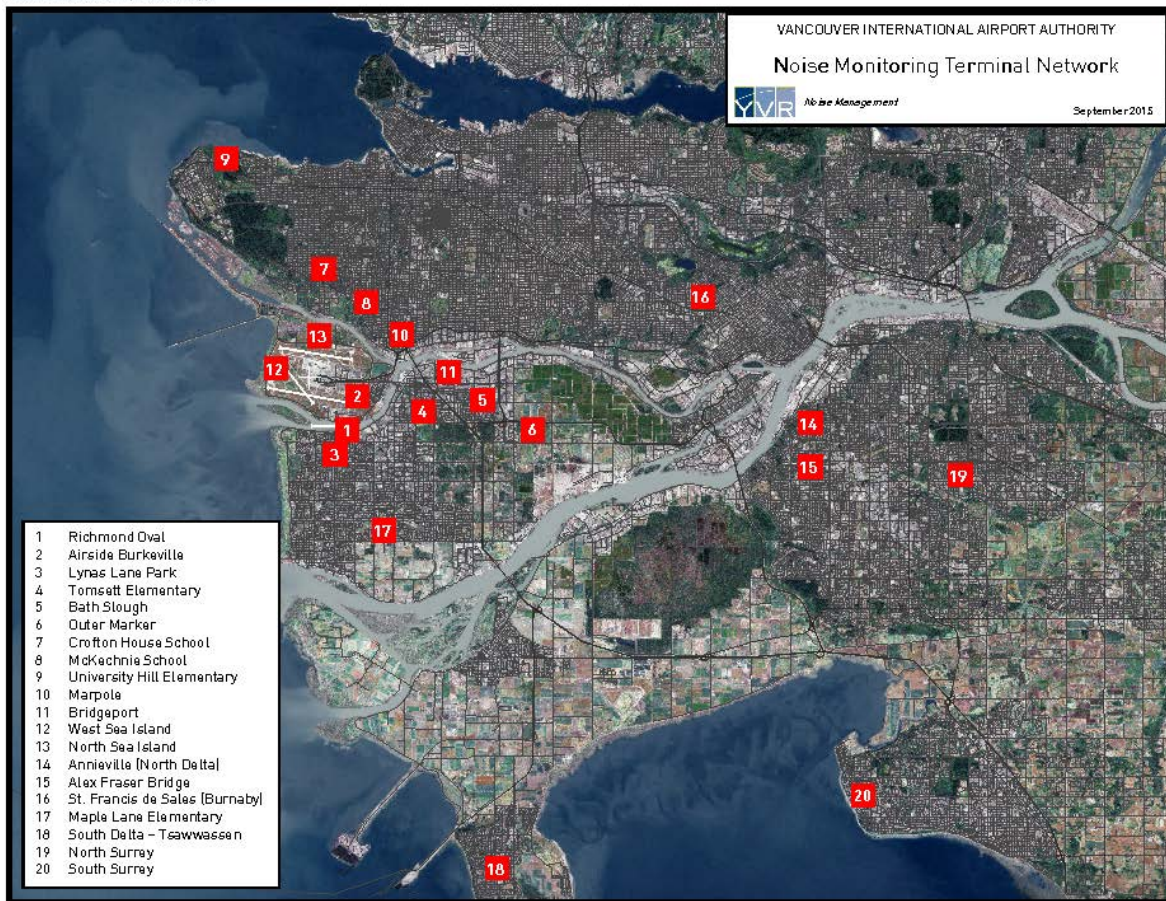 VANCOUVER INTERNATIONAL AIRPORT AUTHORITY
Noise Monitoring Terminal Network
YVR Noise Management
September 2015
9
7
16
8
13
10
12
11
2
5
4
14
1
6
3
15
19
17
20
18
1 Richmond Oval
2 Airside Burkeville
3 Lynas Lane Park
4 Tomsett Elementary
5 Bath Slough
6 Outer Marker
7 Crofton House School
8 McKechnie School
9 University Hill Elementary
10 Marpole
11 Bridgeport
12 West Sea Island
13 North Sea Island
14 Annieville (North Delta)
15 Alex Fraser Bridge
16 St. Francis de Sales (Burnaby)
17 Maple Lane Elementary
18 South Delta - Tsawwassen
19 North Surrey
20 South Surrey